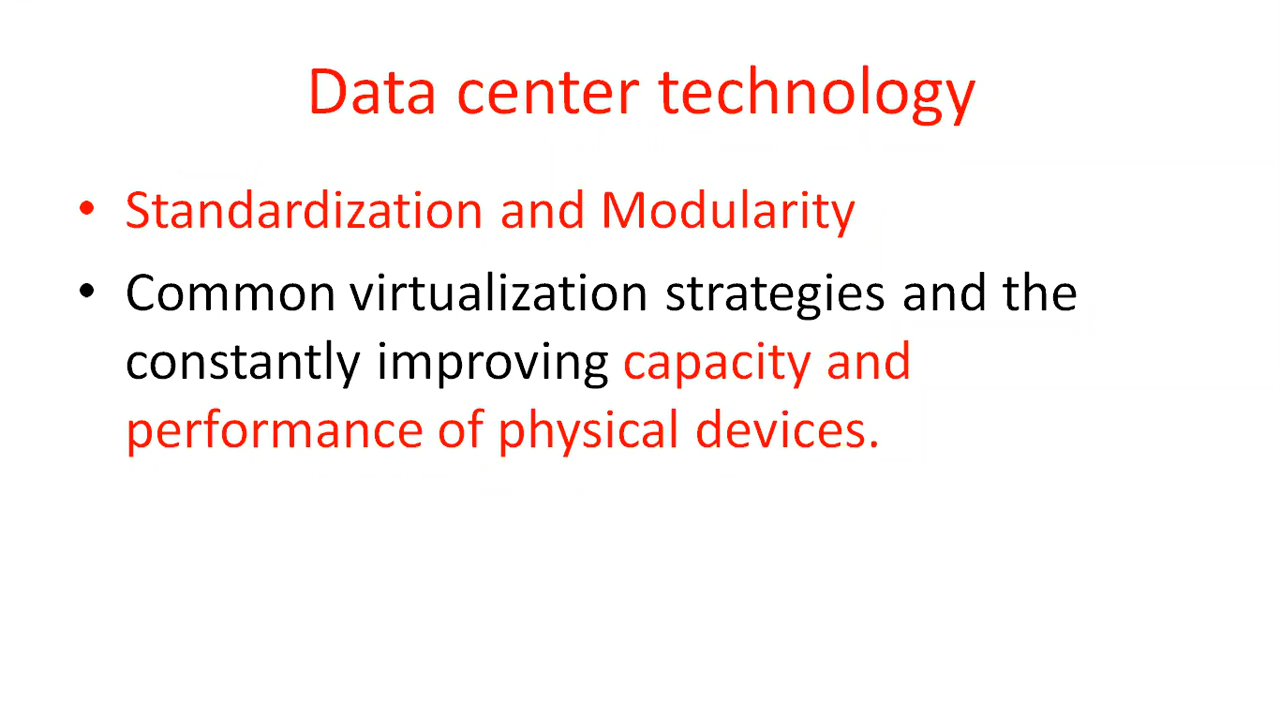 Data center technology
• Standardization and Modularity
• Common virtualization strategies and the
constantly improving capacity and
performance of physical devices.